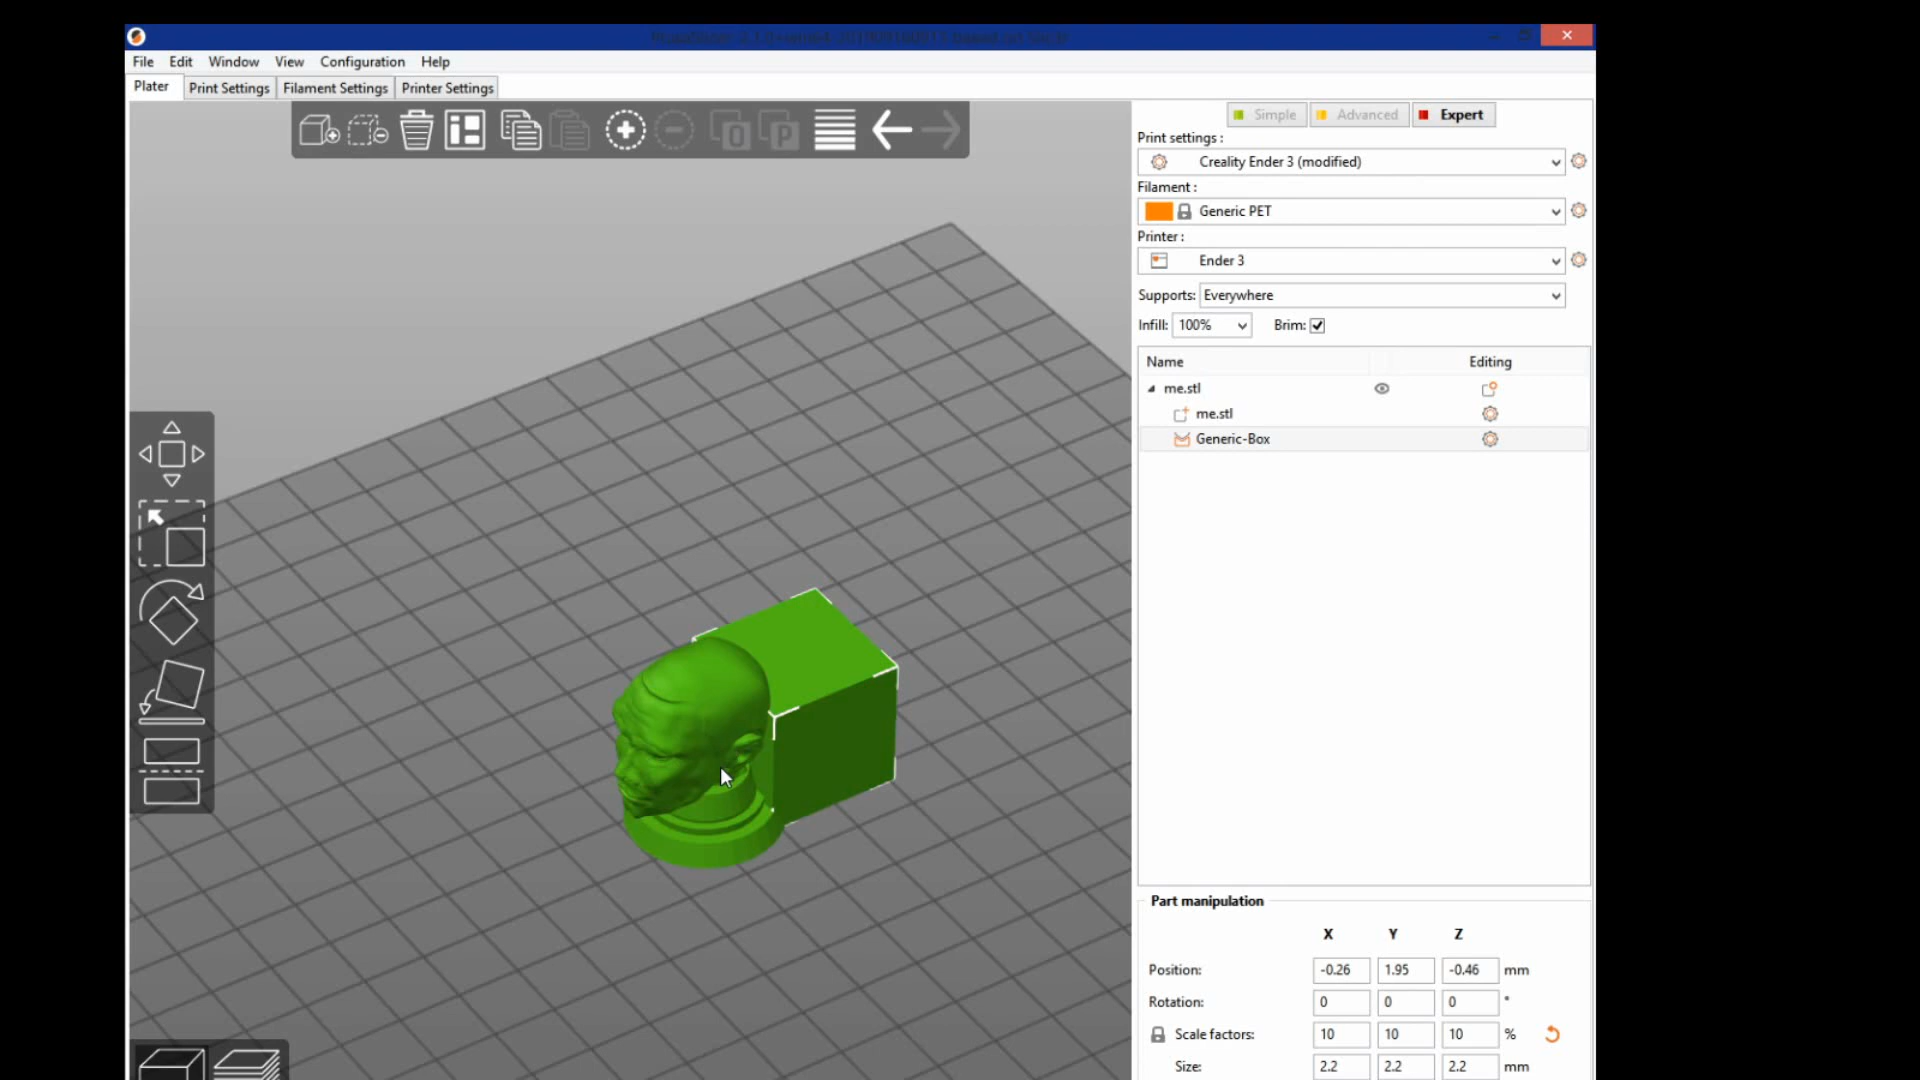 File Edit Window View Configuration Help
Plater Print Settings Filament Settings Printer Settings
Simple Advanced Expert
Print settings :
Creality Ender 3 (modified)
Filament :
Generic PET
Printer :
Ender 3
Supports: Everywhere
Infill: 100% Brim:
Name Editing
me.stl
me.stl
Generic-Box
Part manipulation
X Y Z
Position: -0.26 1.95 -0.46 mm
Rotation: 0 0 0 °
Scale factors: 10 10 10 %
Size: 2.2 2.2 2.2 mm